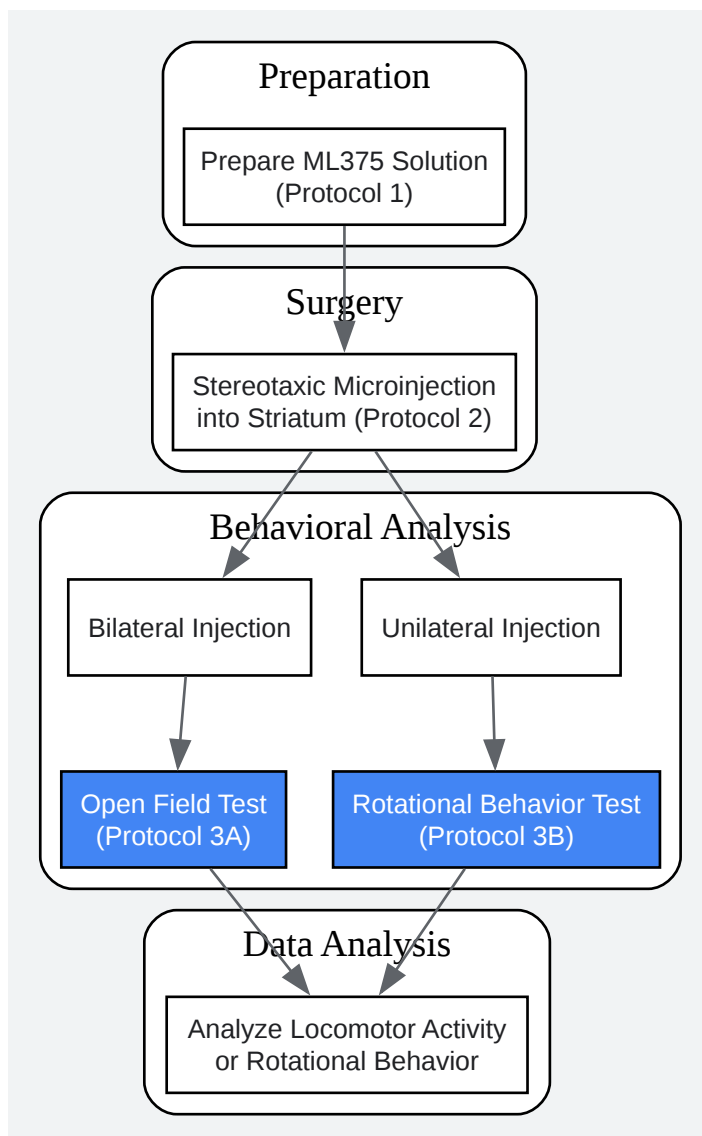 Preparation
Prepare ML375 Solution
(Protocol 1)
Surgery
Stereotaxic Microinjection
into Striatum (Protocol 2)
Behavioral Analysis
Bilateral Injection
Unilateral Injection
Open Field Test
(Protocol 3A)
Rotational Behavior Test
(Protocol 3B)
Data Analysis
Analyze Locomotor Activity
or Rotational Behavior